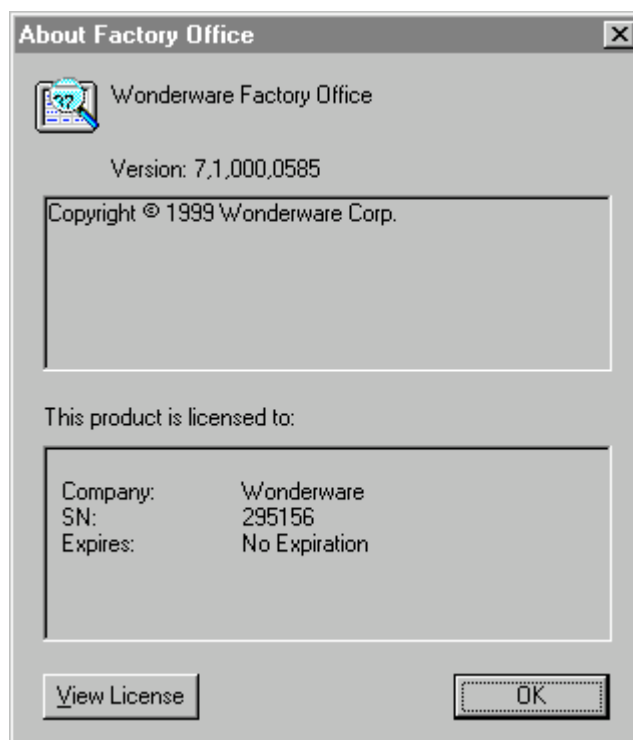 About Factory Office
??
Wonderware Factory Office
Version: 7,1,000,0585
Copyright © 1999 Wonderware Corp.
This product is licensed to:
Company: Wonderware
SN: 295156
Expires: No Expiration
View License OK